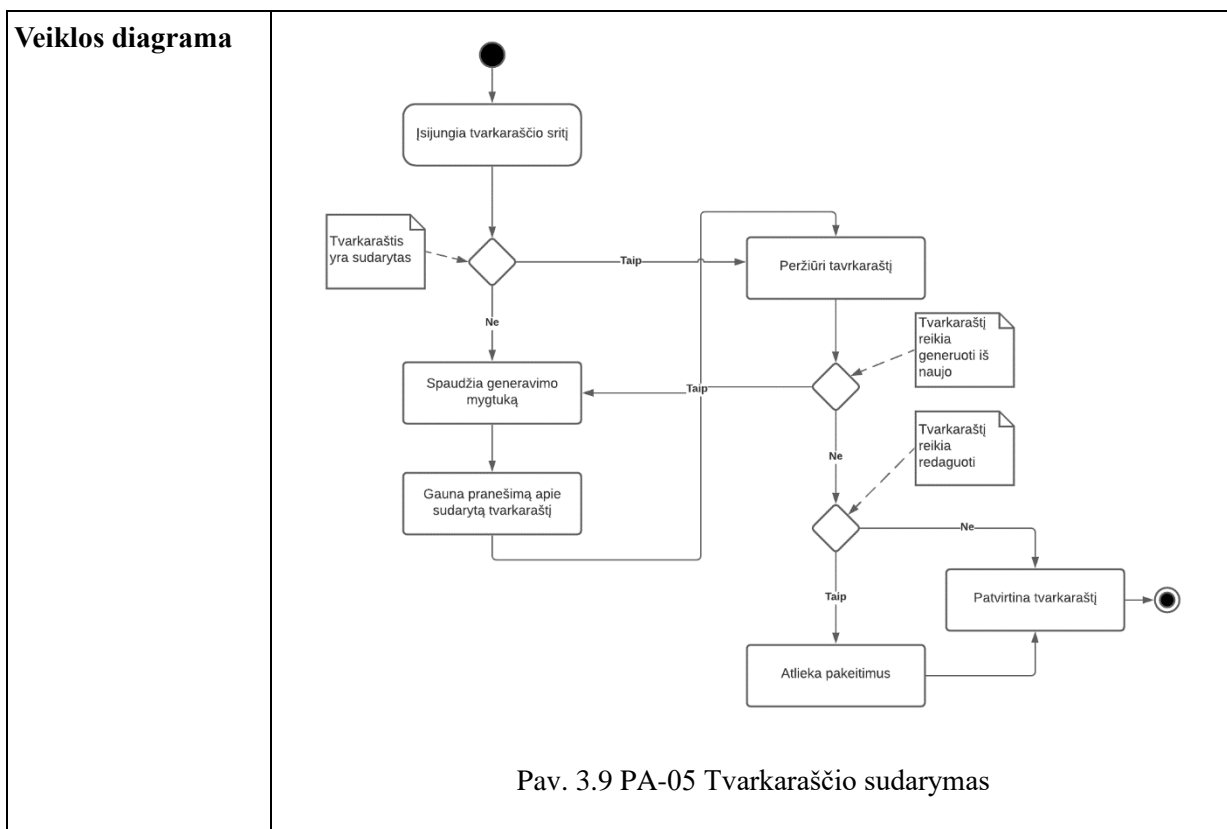 Veiklos diagrama
Įsijungia tvarkaraščio sritį
Tvarkaraštis
yra sudarytas
Taip
Peržiūri tavrkaraštį
Ne
Tvarkaraštį
reikia
generuoti iš
naujo
Spaudžia generavimo
mygtuką
Taip
Tvarkaraštį
reikia
redaguoti
Ne
Gauna pranešimą apie
sudarytą tvarkaraštį
Ne
Patvirtina tvarkaraštį
Taip
Atlieka pakeitimus
Pav. 3.9 PA-05 Tvarkaraščio sudarymas